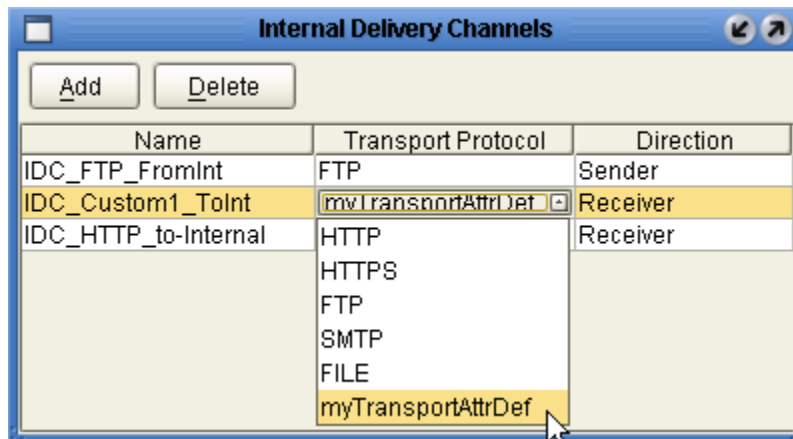 Internal Delivery Channels
Add Delete
Name Transport Protocol Direction
IDC_FTP_FromInt FTP Sender
IDC_Custom1_ToInt myTransportAttrDef Receiver
IDC_HTTP_to-Internal HTTP Receiver
HTTPS
FTP
SMTP
FILE
myTransportAttrDef